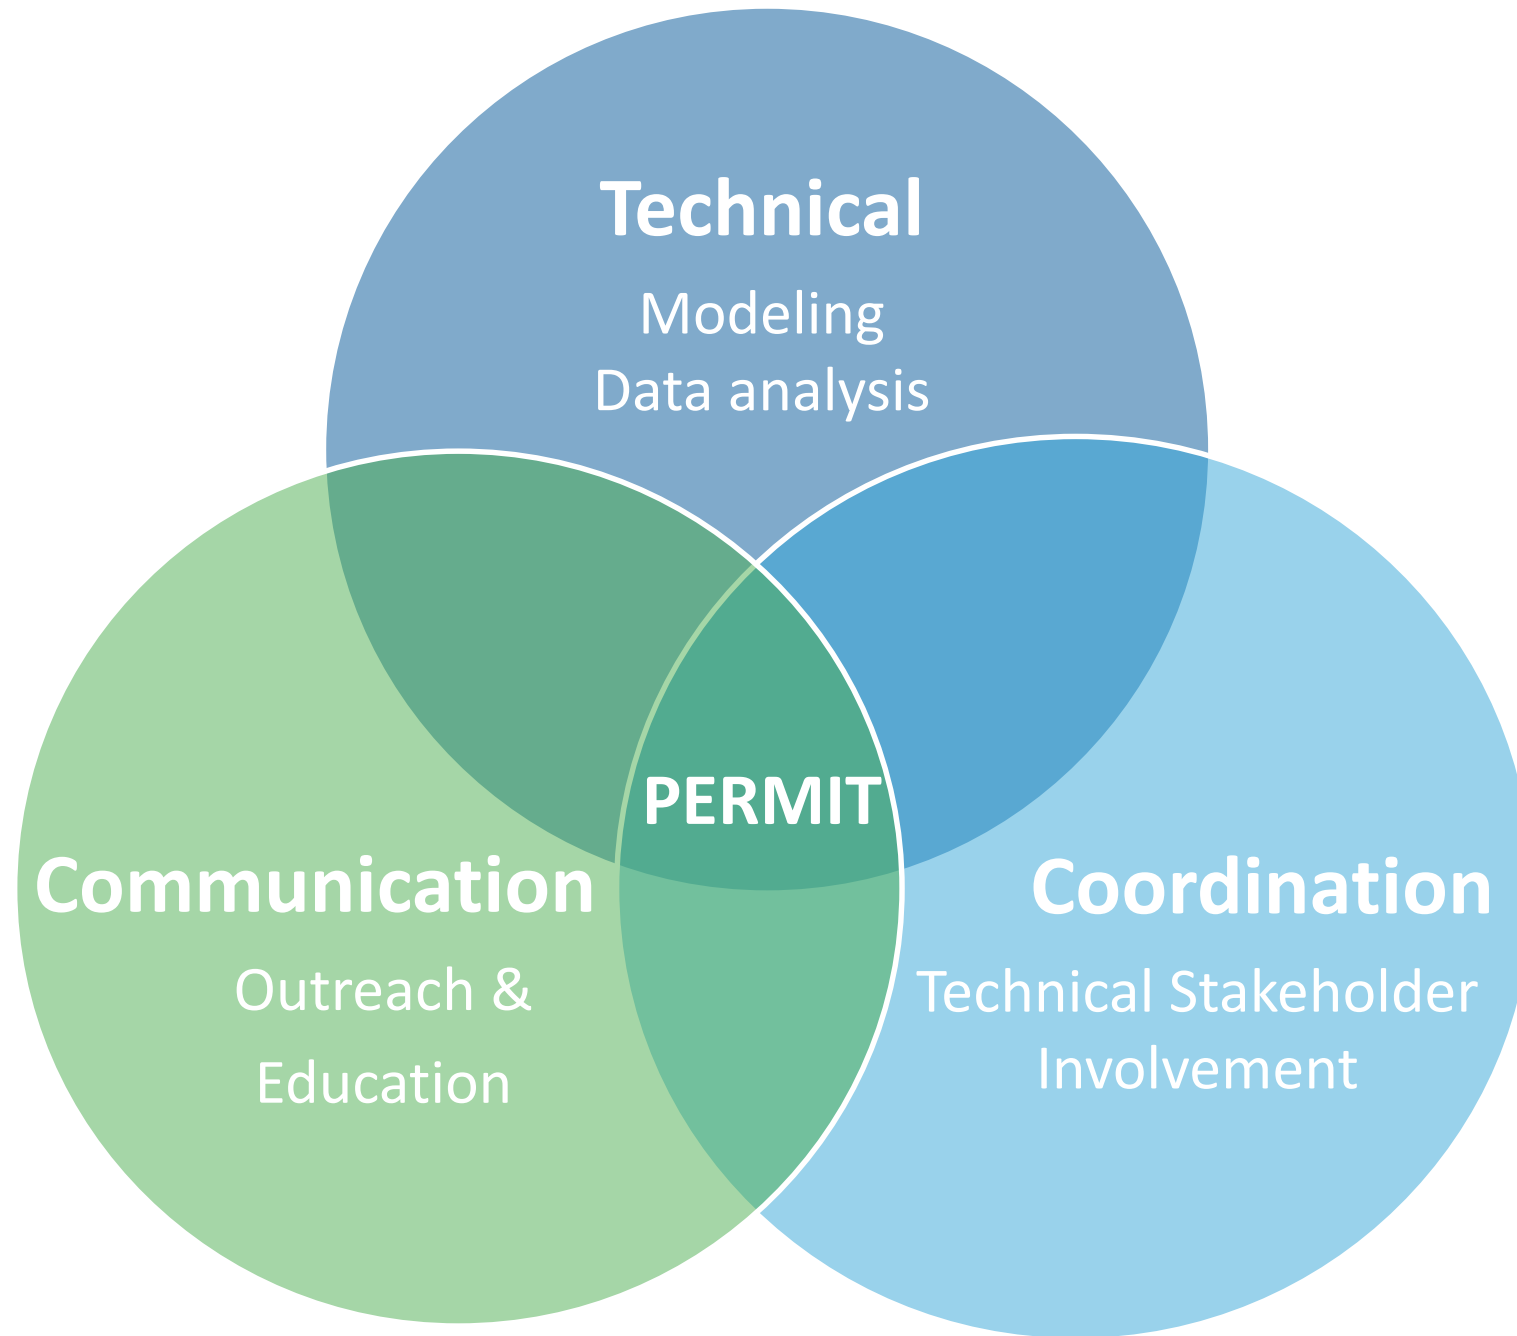 Technical
Modeling
Data analysis
PERMIT
Communication
Outreach &
Education
Coordination
Technical Stakeholder
Involvement